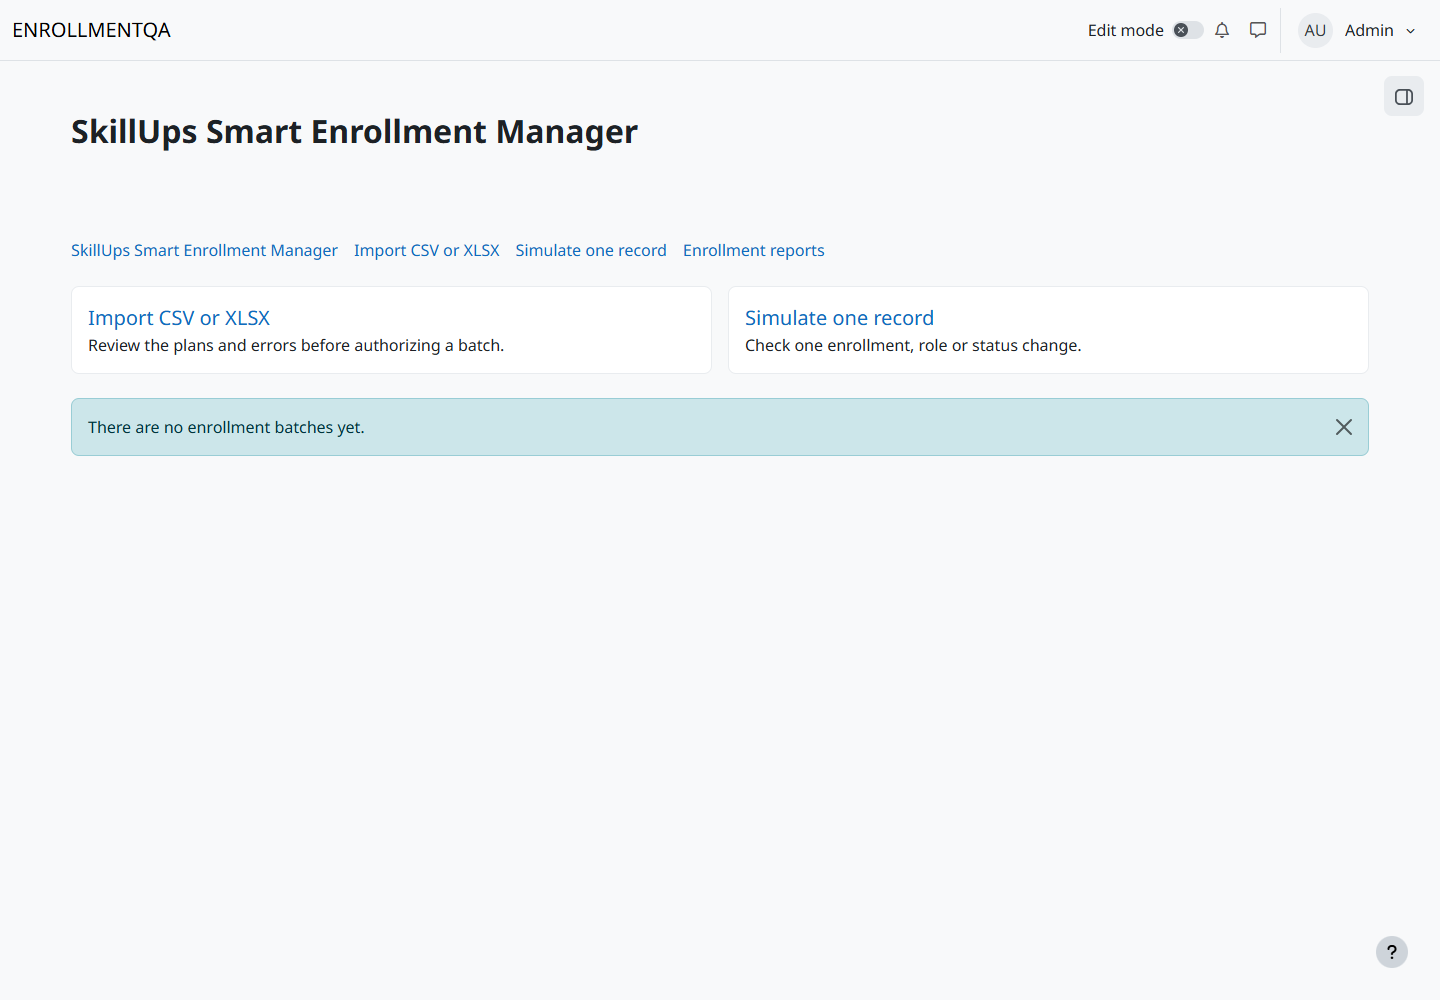 ENROLLMENTQA
Edit mode
AU
Admin
SkillUps Smart Enrollment Manager
SkillUps Smart Enrollment Manager Import CSV or XLSX Simulate one record Enrollment reports
Import CSV or XLSX
Review the plans and errors before authorizing a batch.
Simulate one record
Check one enrollment, role or status change.
There are no enrollment batches yet.
?